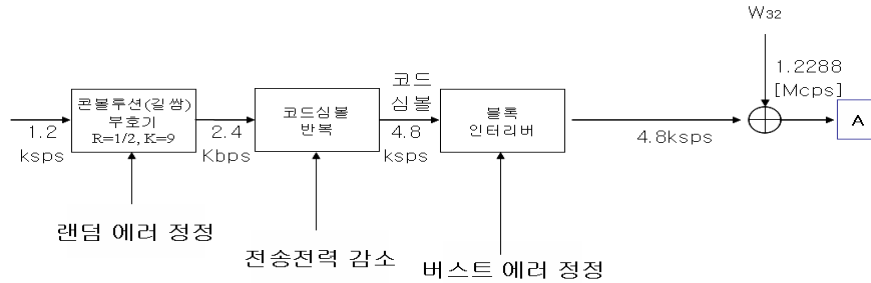 W32
1.2288
[Mcps]
코드
심볼
콘볼루션(길쌈)
부호기
R=1/2, K=9
코드심볼
반복
블록
인터리버
A
1.2
ksps
2.4
Kbps
4.8
ksps
4.8ksps
랜덤 에러 정정
전송전력 감소
버스트 에러 정정